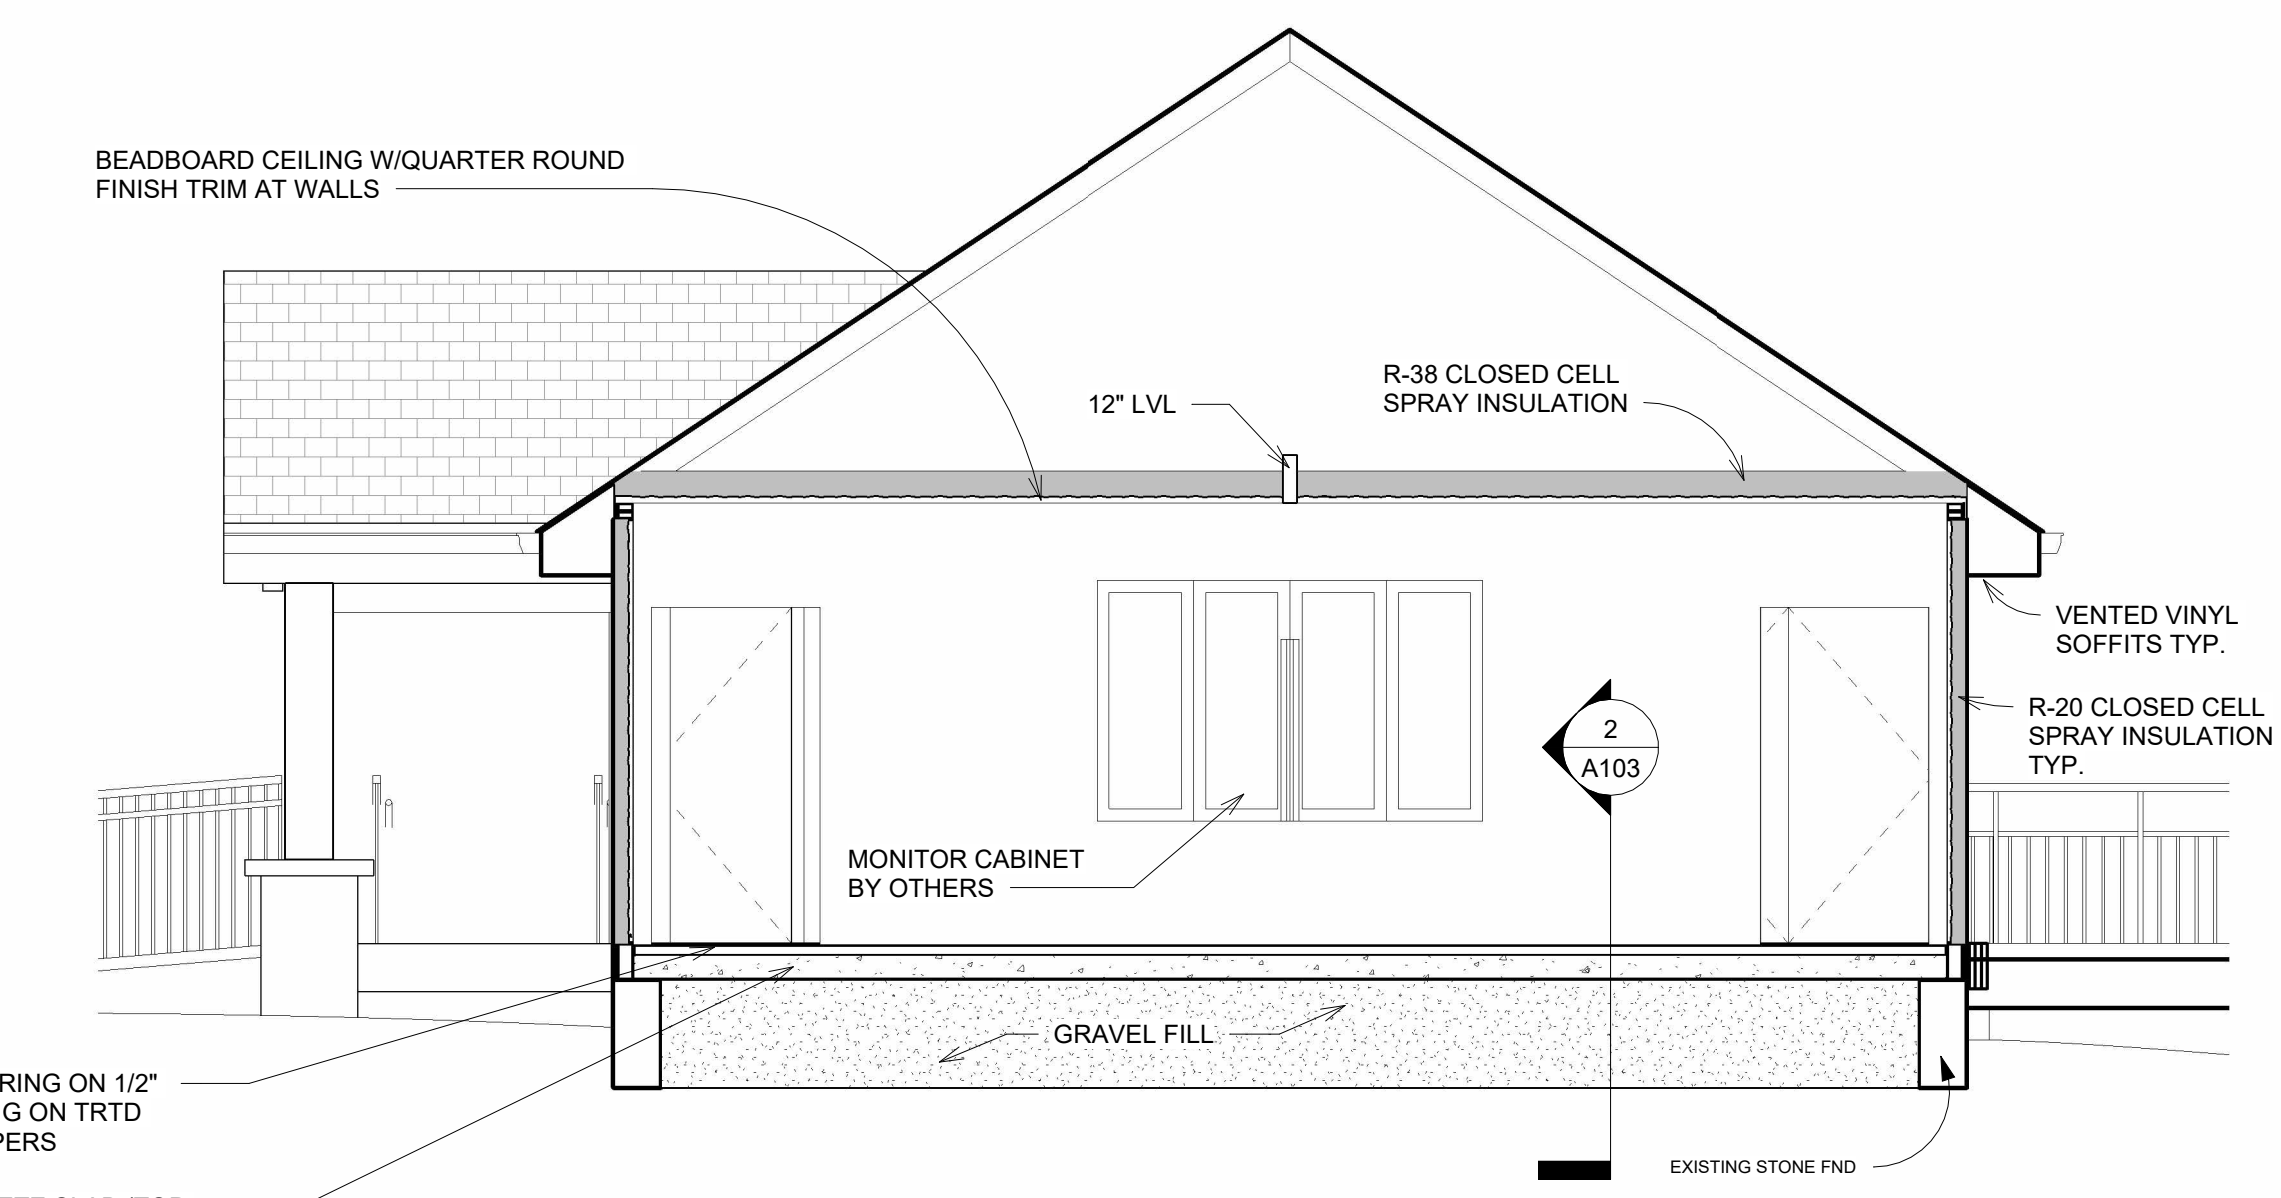 BEADBOARD CEILING W/QUARTER ROUND
FINISH TRIM AT WALLS
12" LVL
R-38 CLOSED CELL
SPRAY INSULATION
VENTED VINYL
SOFFITS TYP.
R-20 CLOSED CELL
SPRAY INSULATION
TYP.
2
A103
MONITOR CABINET
BY OTHERS
GRAVEL FILL
RING ON 1/2"
G ON TRTD
PERS
EXISTING STONE FND